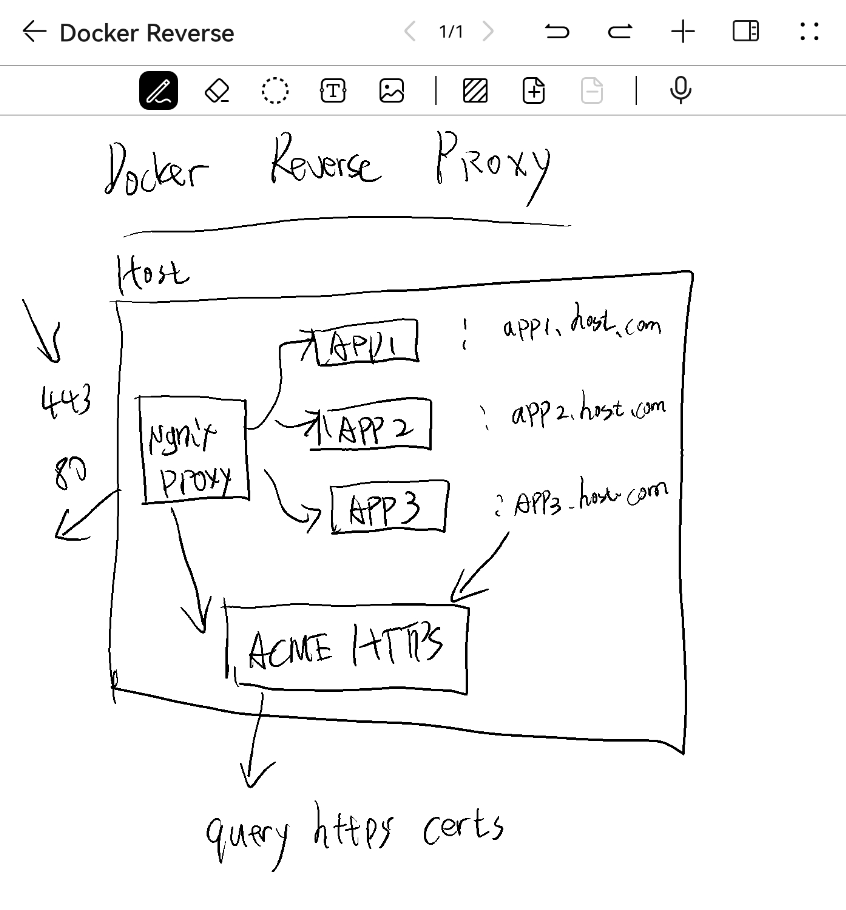 Docker Reverse
1/1
Docker Reverse Proxy
Host
APP1 : app1.host.com
443
APP2 : app2.host.com
Ngnix
Proxy
80
APP3 : APP3.host.com
ACME HTTPS
query https certs